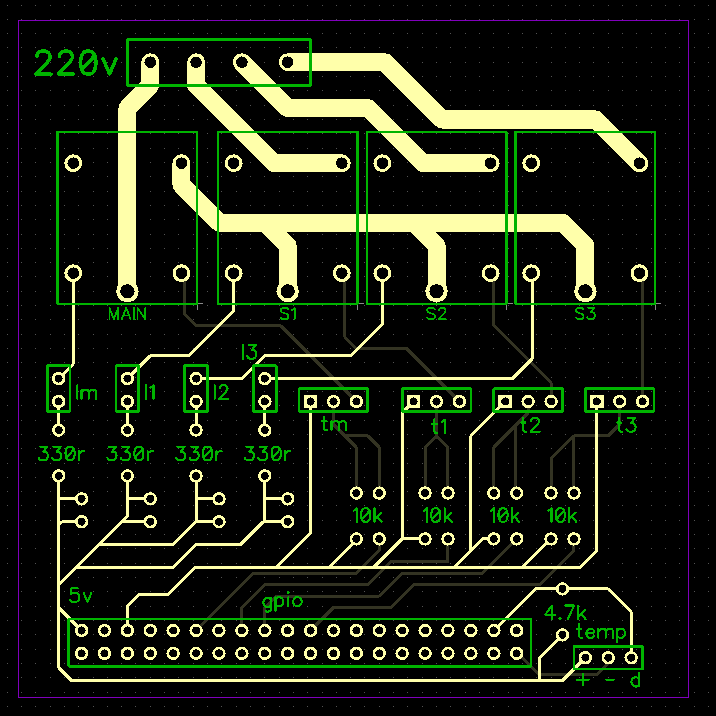 220v
MAIN S1 S2 S3
l3
lm l1 l2
tm t1 t2 t3
330r 330r 330r 330r
10k 10k 10k 10k
5v gpio
4.7k
temp
+ - d